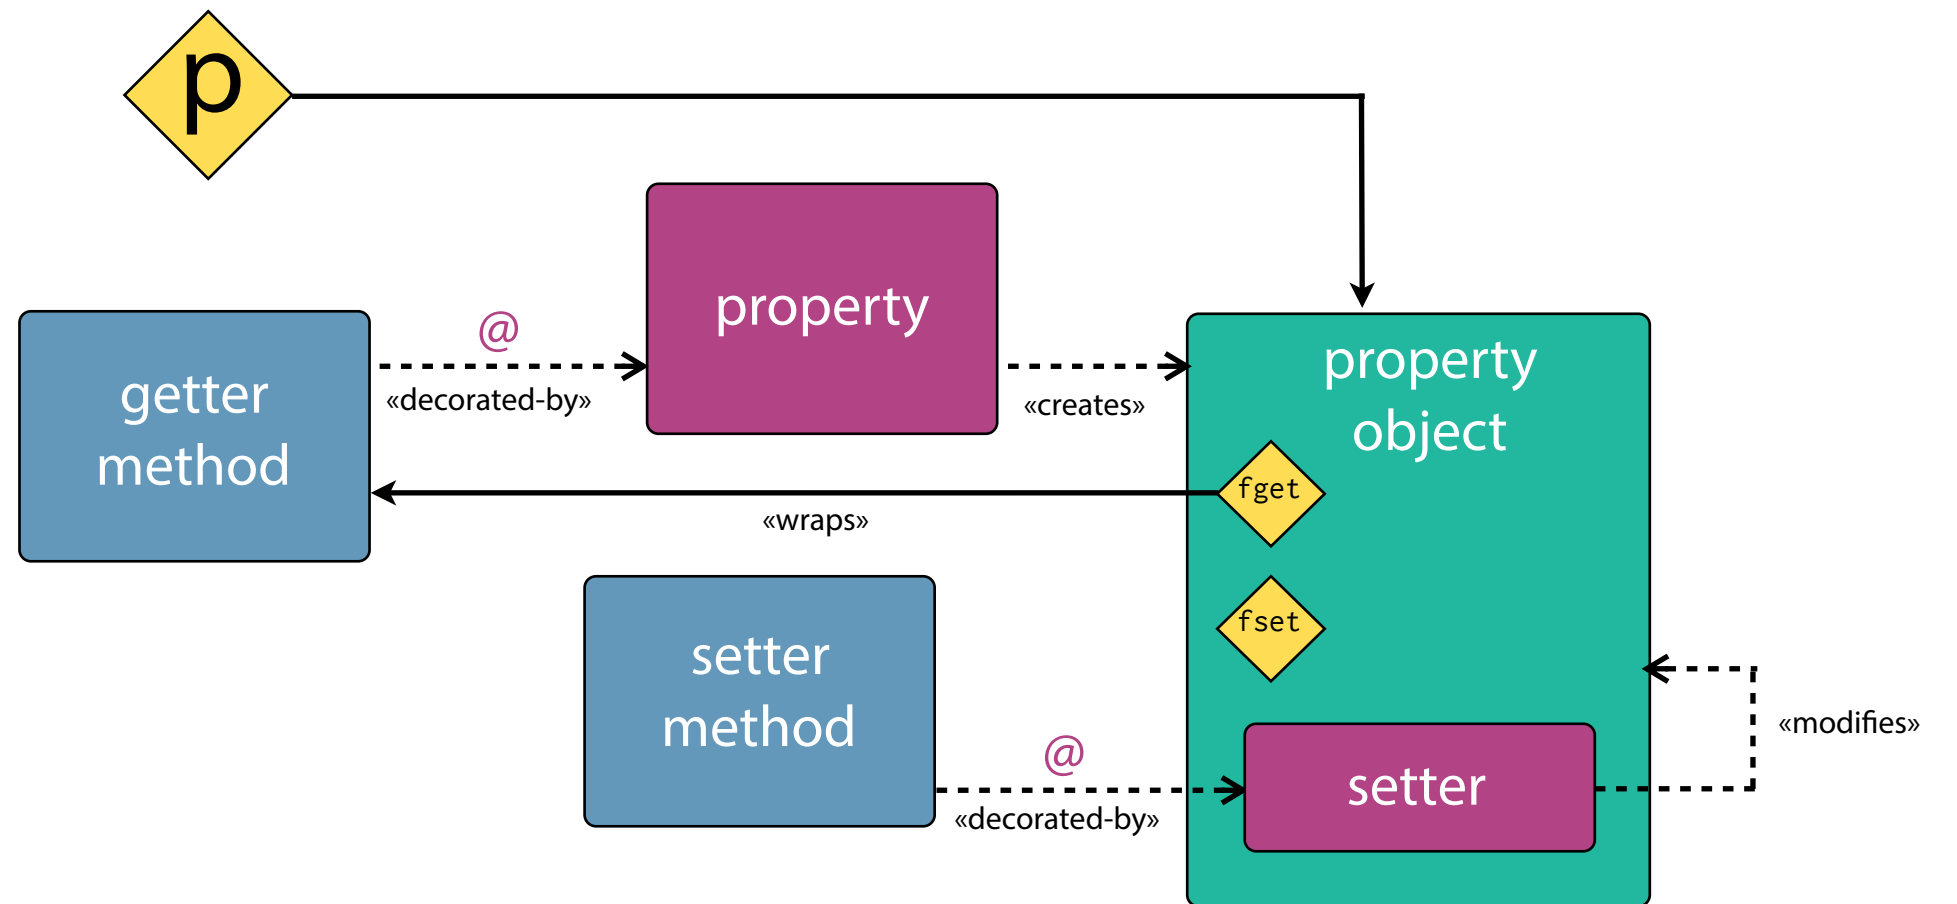 p
property
@
«decorated-by»
«creates»
getter
method
property
object
fget
«wraps»
fset
setter
method
@
«decorated-by»
setter
«modifies»